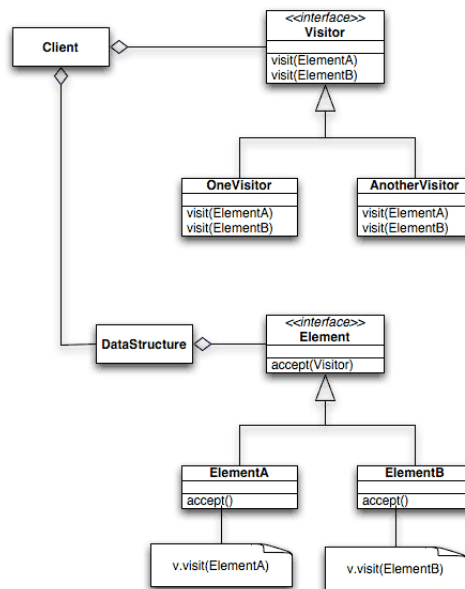 <<interface>>
Visitor
Client
visit(ElementA)
visit(ElementB)
OneVisitor
visit(ElementA)
visit(ElementB)
AnotherVisitor
visit(ElementA)
visit(ElementB)
DataStructure
<<interface>>
Element
accept(Visitor)
ElementA
accept()
ElementB
accept()
v.visit(ElementA)
v.visit(ElementB)